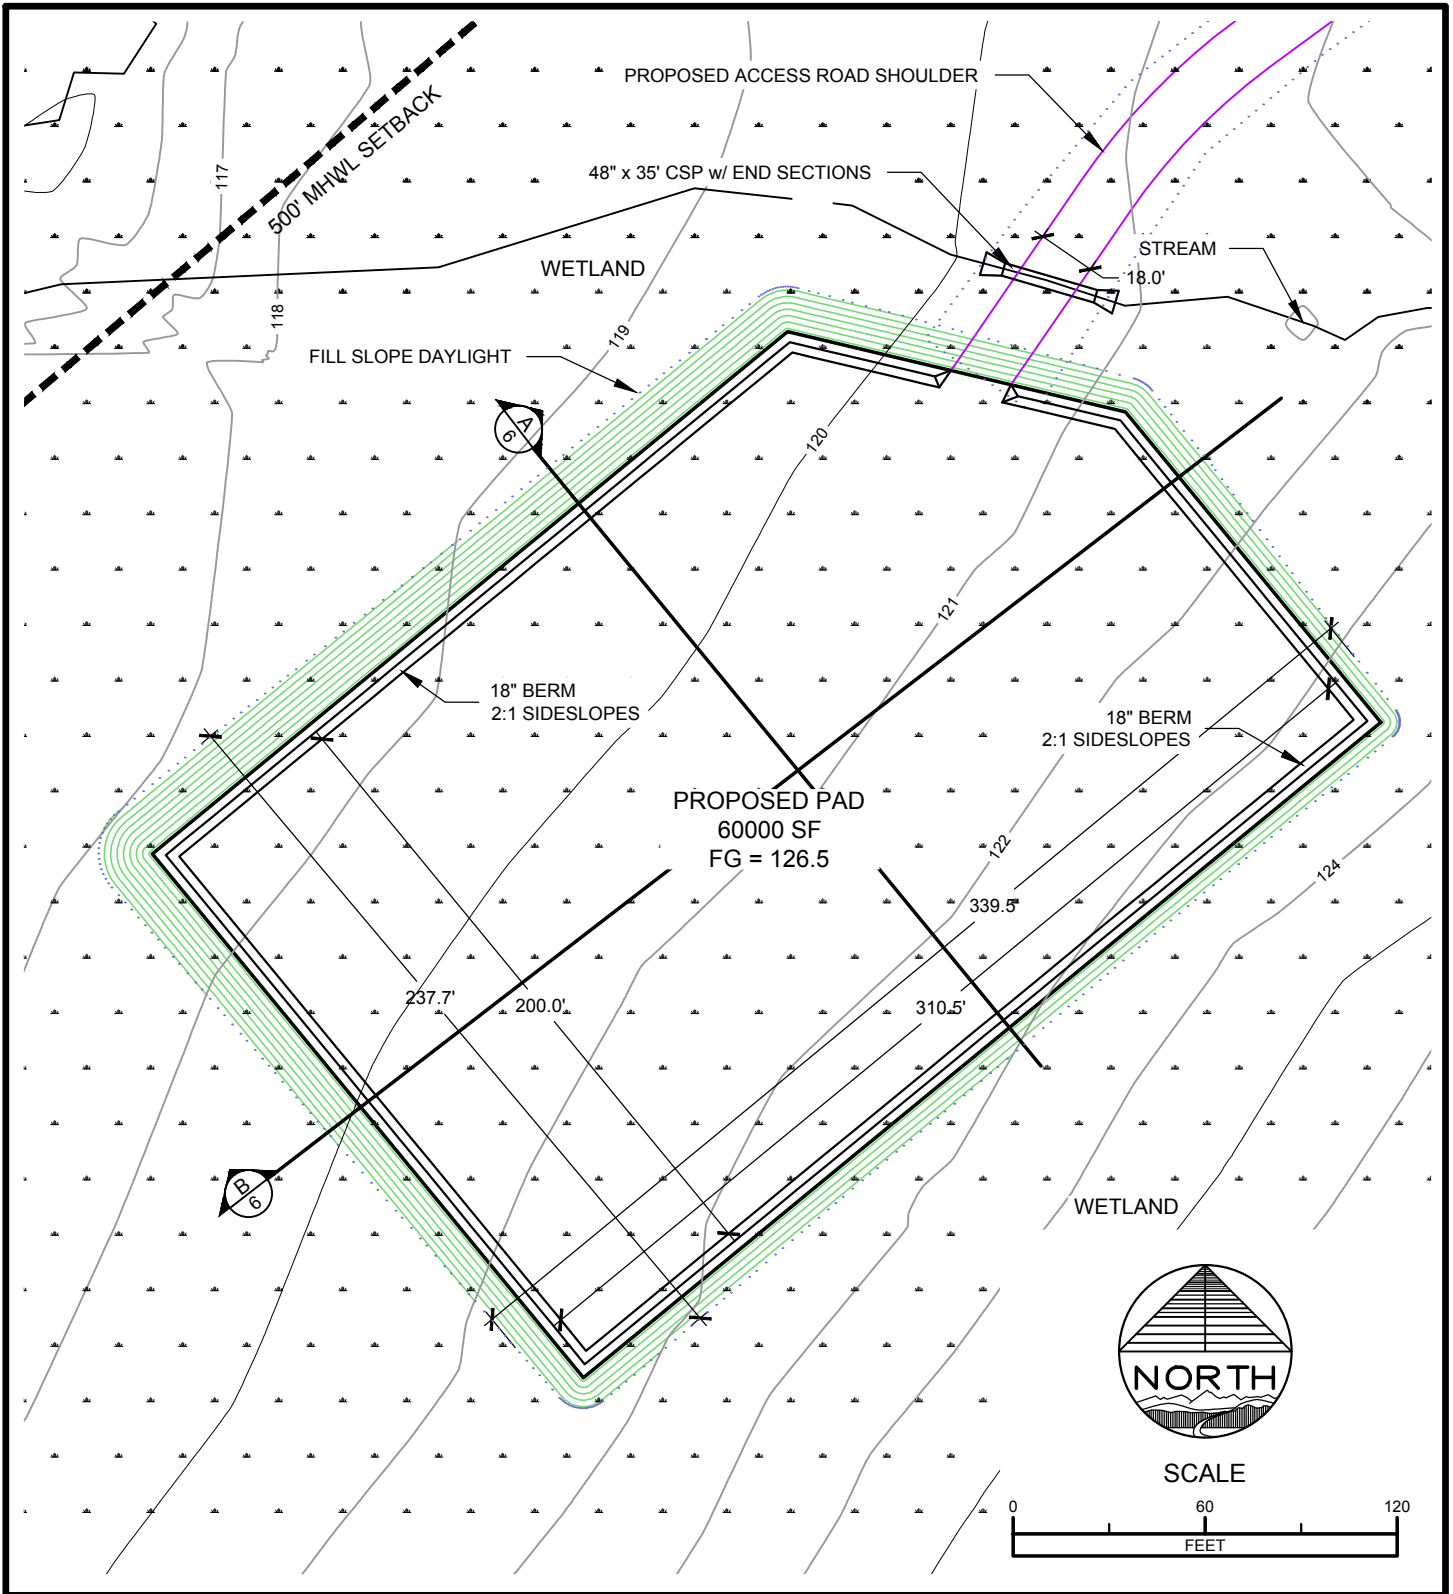 PROPOSED ACCESS ROAD SHOULDER
500' MHWL SETBACK
117
48" x 35' CSP w/ END SECTIONS
STREAM
WETLAND
18.0'
118
119
FILL SLOPE DAYLIGHT
A
6
120
121
18" BERM
2:1 SIDESLOPES
18" BERM
2:1 SIDESLOPES
PROPOSED PAD
60000 SF
FG = 126.5
122
124
339.5'
237.7'
200.0'
310.5'
B
6
WETLAND
NORTH
SCALE
0 60 120
FEET